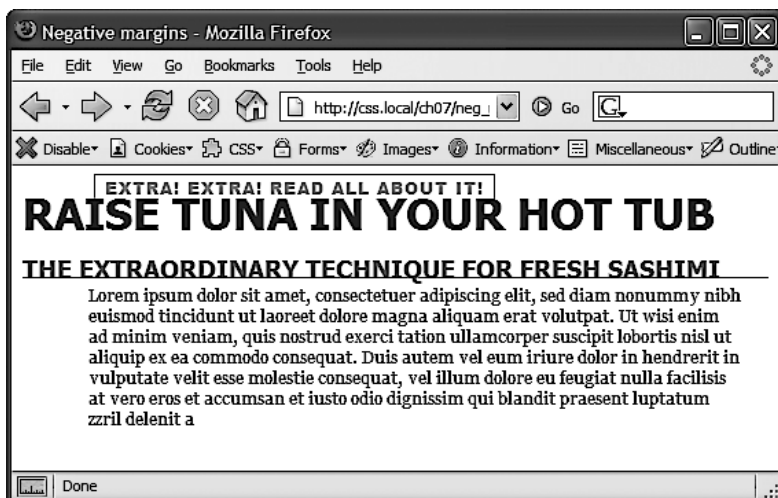 Negative margins - Mozilla Firefox
File Edit View Go Bookmarks Tools Help
http://css.local/ch07/neg_ Go G
Disable Cookies CSS Forms Images Information Miscellaneous Outline
EXTRA! EXTRA! READ ALL ABOUT IT!
RAISE TUNA IN YOUR HOT TUB
THE EXTRAORDINARY TECHNIQUE FOR FRESH SASHIMI
Lorem ipsum dolor sit amet, consectetuer adipiscing elit, sed diam nonummy nibh
euismod tincidunt ut laoreet dolore magna aliquam erat volutpat. Ut wisi enim
ad minim veniam, quis nostrud exerci tation ullamcorper suscipit lobortis nisl ut
aliquip ex ea commodo consequat. Duis autem vel eum iriure dolor in hendrerit in
vulputate velit esse molestie consequat, vel illum dolore eu feugiat nulla facilisis
at vero eros et accumsan et iusto odio dignissim qui blandit praesent luptatum
zzril delenit a
Done